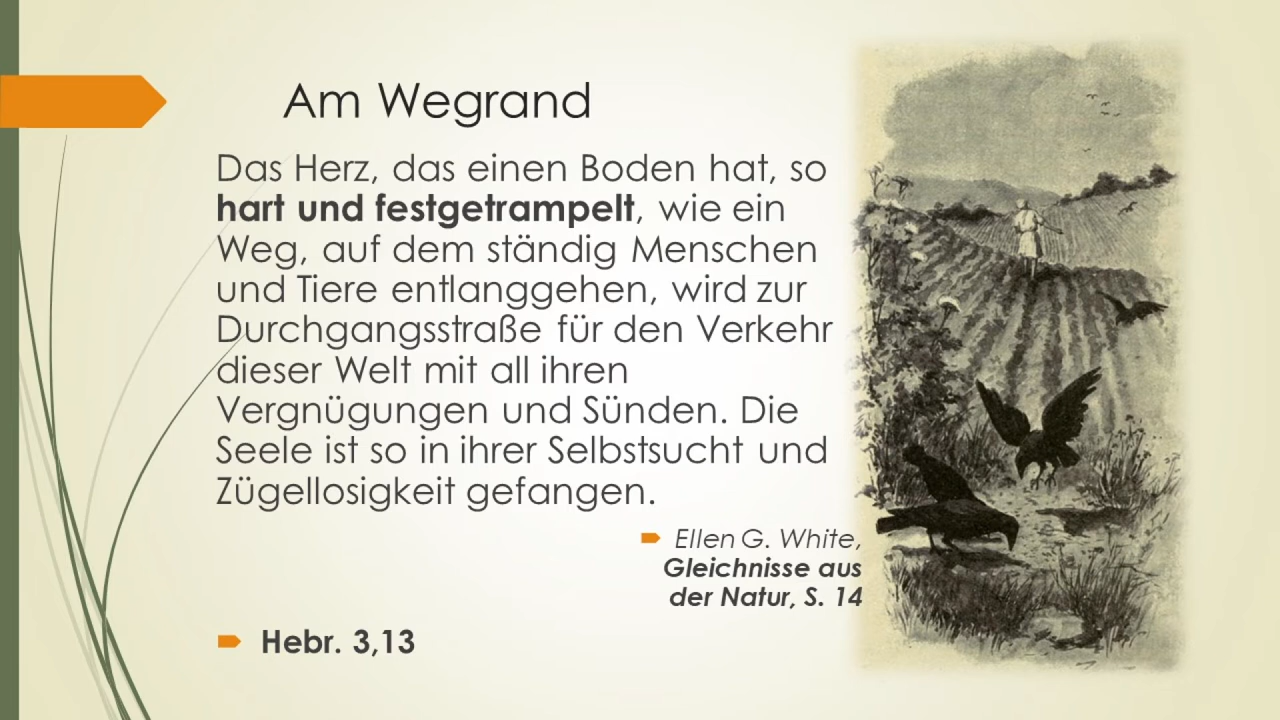 Am Wegrand
Das Herz, das einen Boden hat, so
hart und festgetrampelt, wie ein
Weg, auf dem ständig Menschen
und Tiere entlanggehen, wird zur
Durchgangsstraße für den Verkehr
dieser Welt mit all ihren
Vergnügungen und Sünden. Die
Seele ist so in ihrer Selbstsucht und
Zügellosigkeit gefangen.
Ellen G. White,
Gleichnisse aus
der Natur, S. 14
Hebr. 3,13